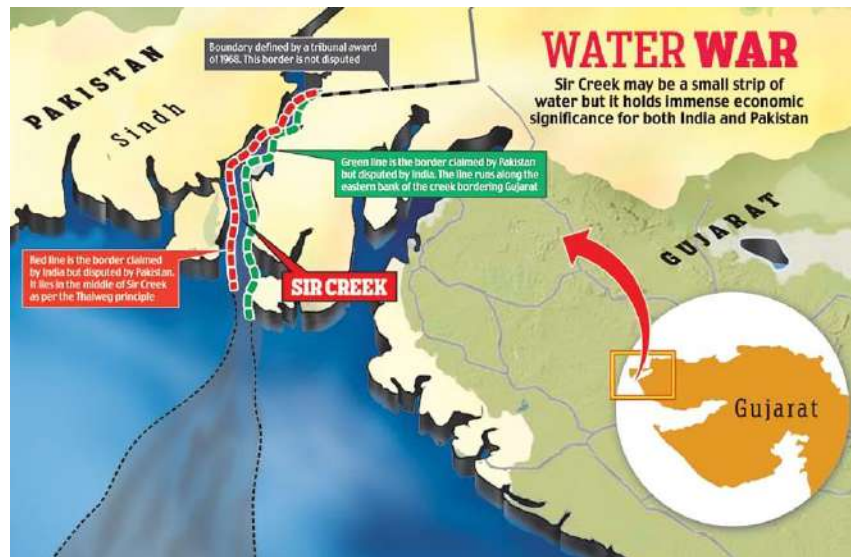 WATER WAR
Sir Creek may be a small strip of
water but it holds immense economic
significance for both India and Pakistan
Boundary defined by a tribunal award
of 1968. This border is not disputed
PAKISTAN
Sindh
Green line is the border claimed by Pakistan
but disputed by India. The line runs along the
eastern bank of the creek bordering Gujarat
GUJARAT
Red line is the border claimed
by India but disputed by Pakistan.
It lies in the middle of Sir Creek
as per the Thalweg principle
SIR CREEK
Gujarat